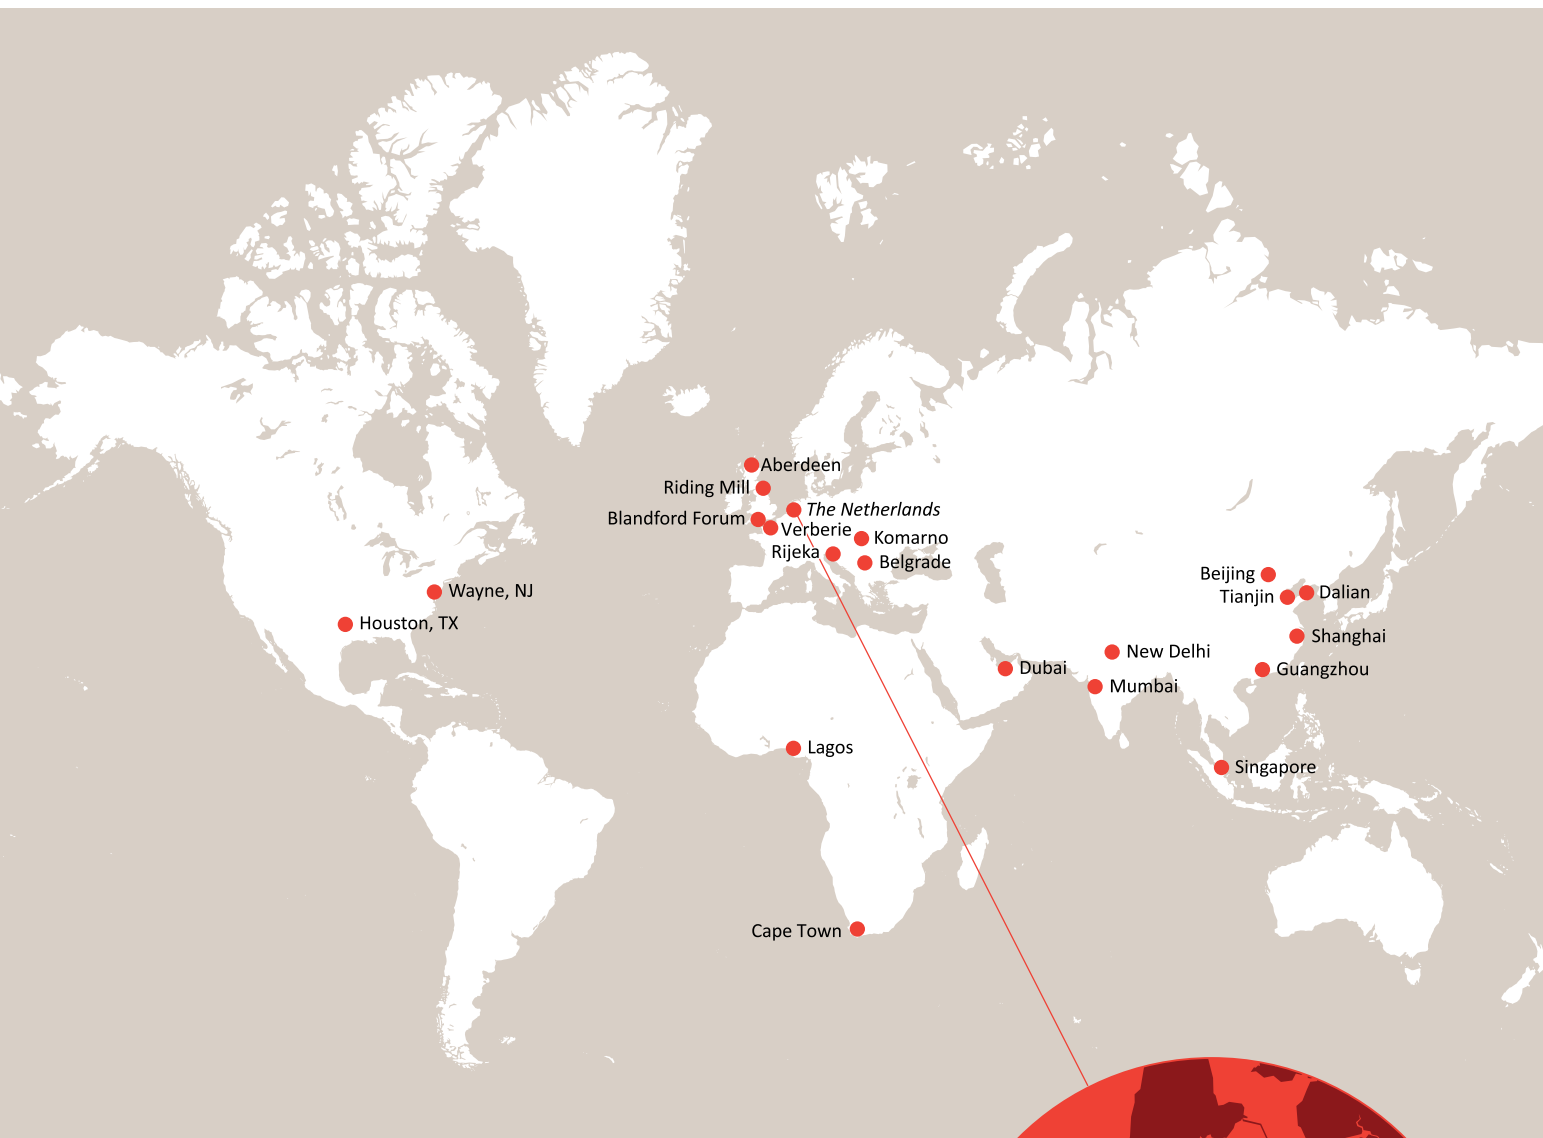 Aberdeen
Riding Mill
The Netherlands
Blandford Forum
Verberie
Komarno
Rijeka
Belgrade
Beijing
Wayne, NJ
Tianjin
Dalian
Houston, TX
Shanghai
New Delhi
Dubai
Guangzhou
Mumbai
Lagos
Singapore
Cape Town